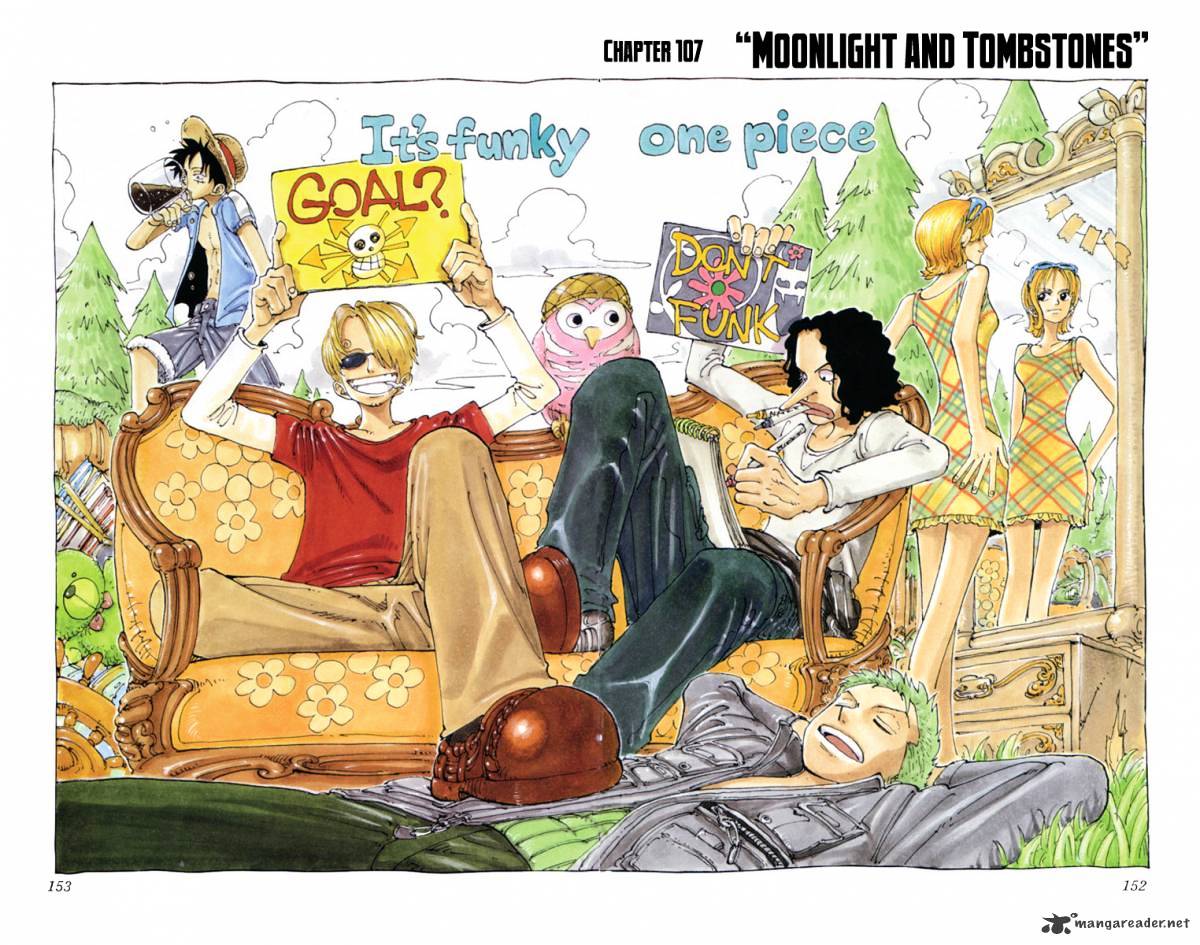 CHAPTER 107 "MOONLIGHT AND TOMBSTONES"
It's funky one piece
GOAL?
DON'T
FUNK
153
152
mangareader.net